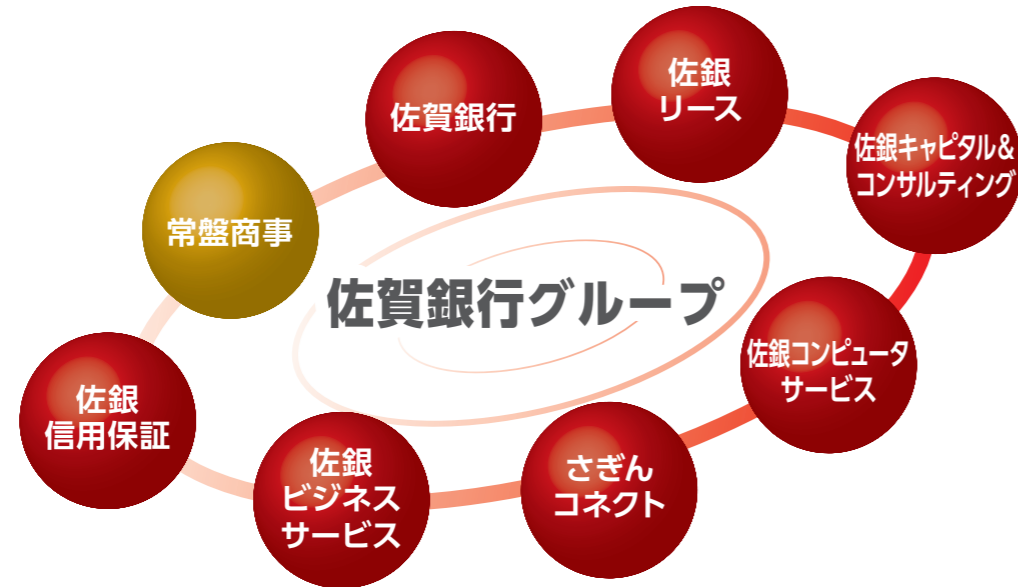 佐賀銀行
佐銀
リース
佐銀キャピタル&
コンサルティング
常盤商事
佐賀銀行グループ
佐銀コンピュータ
サービス
佐銀
信用保証
佐銀
ビジネス
サービス
さぎん
コネクト